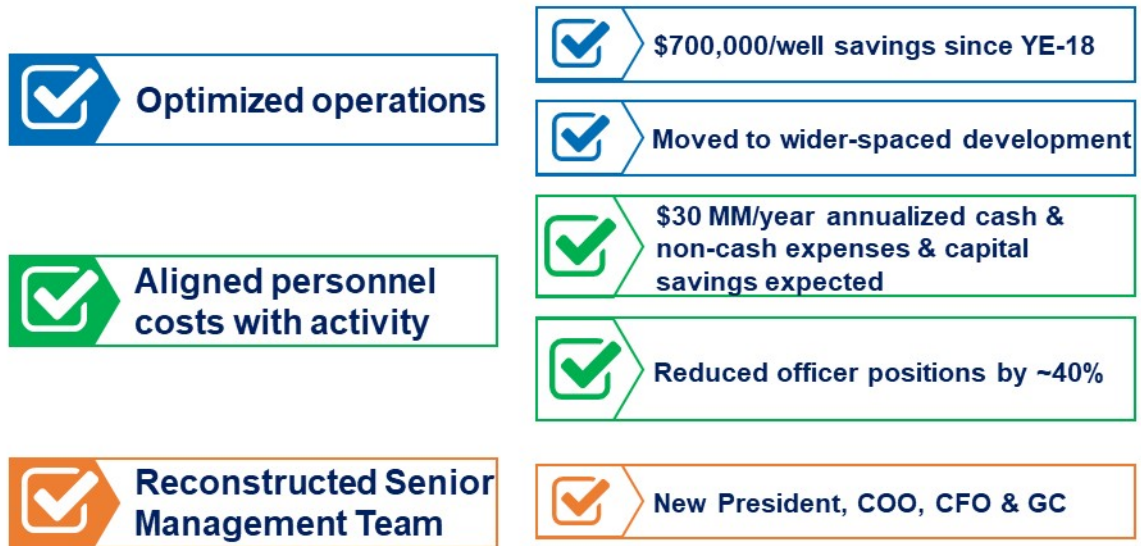 Optimized operations
$700,000/well savings since YE-18
Moved to wider-spaced development
Aligned personnel
costs with activity
$30 MM/year annualized cash &
non-cash expenses & capital
savings expected
Reduced officer positions by ~40%
Reconstructed Senior
Management Team
New President, COO, CFO & GC